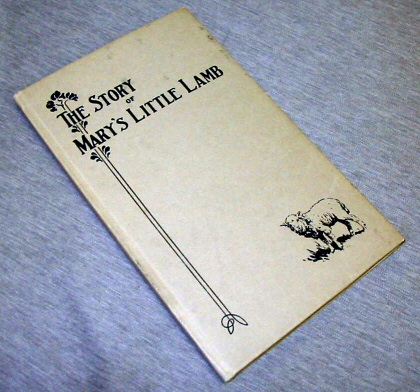 THE STORY
OF
MARY'S LITTLE LAMB